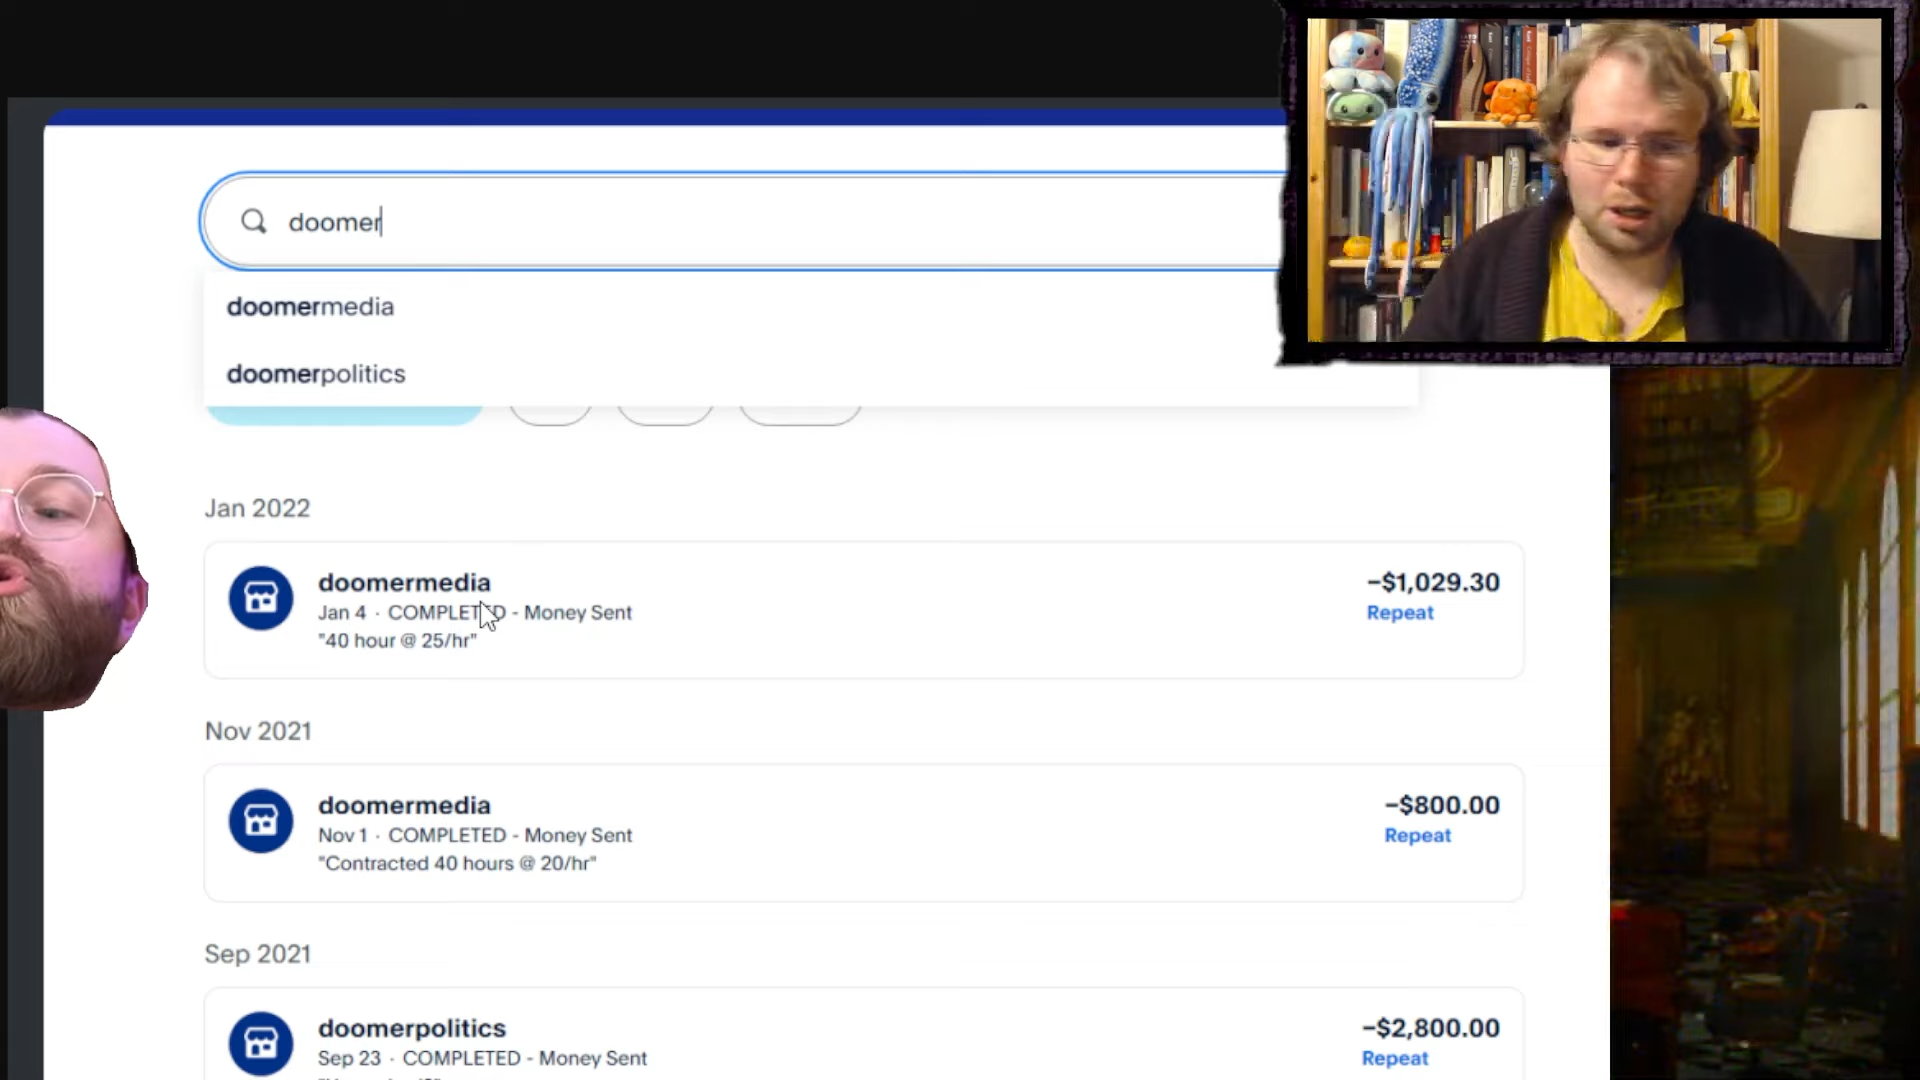 doomer
doomermedia
doomerpolitics
Jan 2022
doomermedia
−$1,029.30
Jan 4 · COMPLETED - Money Sent
Repeat
"40 hour @ 25/hr"
Nov 2021
doomermedia
−$800.00
Nov 1 · COMPLETED - Money Sent
Repeat
"Contracted 40 hours @ 20/hr"
Sep 2021
doomerpolitics
−$2,800.00
Sep 23 · COMPLETED - Money Sent
Repeat